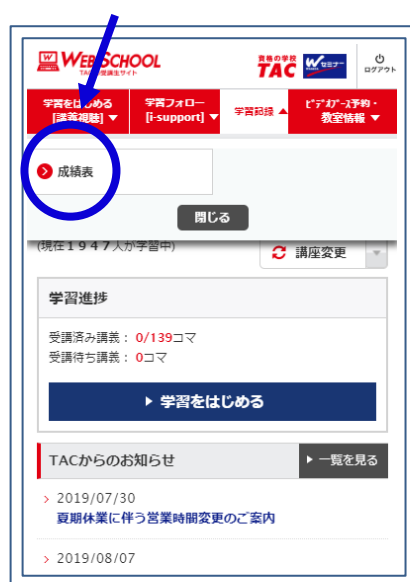 WEB SCHOOL
TAC 受講生サイト
資格の学校
TAC
Wセミナー
ログアウト
学習をはじめる
[講義視聴] ▼
学習フォロー
[i-support] ▼
学習記録 ▲
ビデオブース予約・
教室情報 ▼
成績表
閉じる
(現在1947人が学習中)
講座変更
学習進捗
受講済み講義： 0/139コマ
受講待ち講義： 0コマ
学習をはじめる
TACからのお知らせ
一覧を見る
2019/07/30
夏期休業に伴う営業時間変更のご案内
2019/08/07